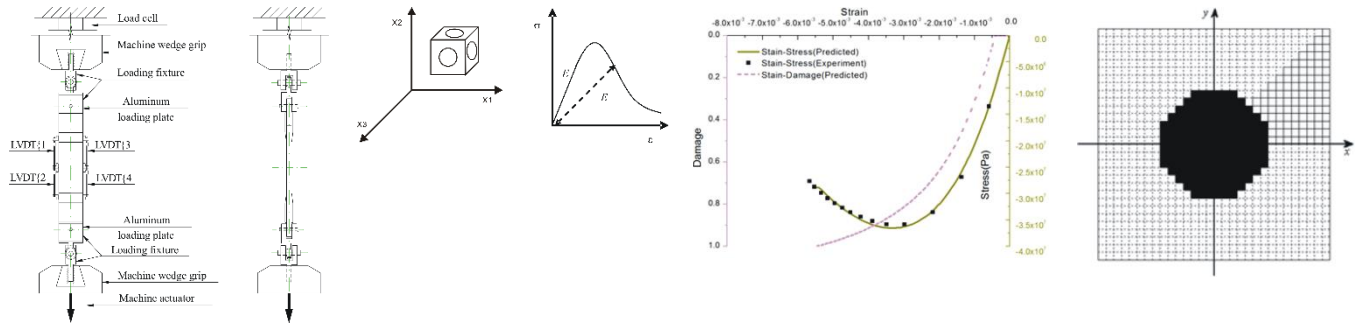 Load cell
Machine wedge grip
Loading fixture
Aluminum
loading plate
LVDT{1
LVDT{3
LVDT{2
LVDT{4
Aluminum
loading plate
Loading fixture
Machine wedge grip
Machine actuator
X2
X1
X3
σ
E
E
ε
Strain
-8.0x10⁻³ -7.0x10⁻³ -6.0x10⁻³ -5.0x10⁻³ -4.0x10⁻³ -3.0x10⁻³ -2.0x10⁻³ -1.0x10⁻³ 0.0
Stain-Stress(Predicted)
Stain-Stress(Experiment)
Stain-Damage(Predicted)
Damage
0.0
0.2
0.4
0.6
0.8
1.0
Stress(Pa)
0.0
-5.0x10⁶
-1.0x10⁷
-1.5x10⁷
-2.0x10⁷
-2.5x10⁷
-3.0x10⁷
-3.5x10⁷
-4.0x10⁷
y
x